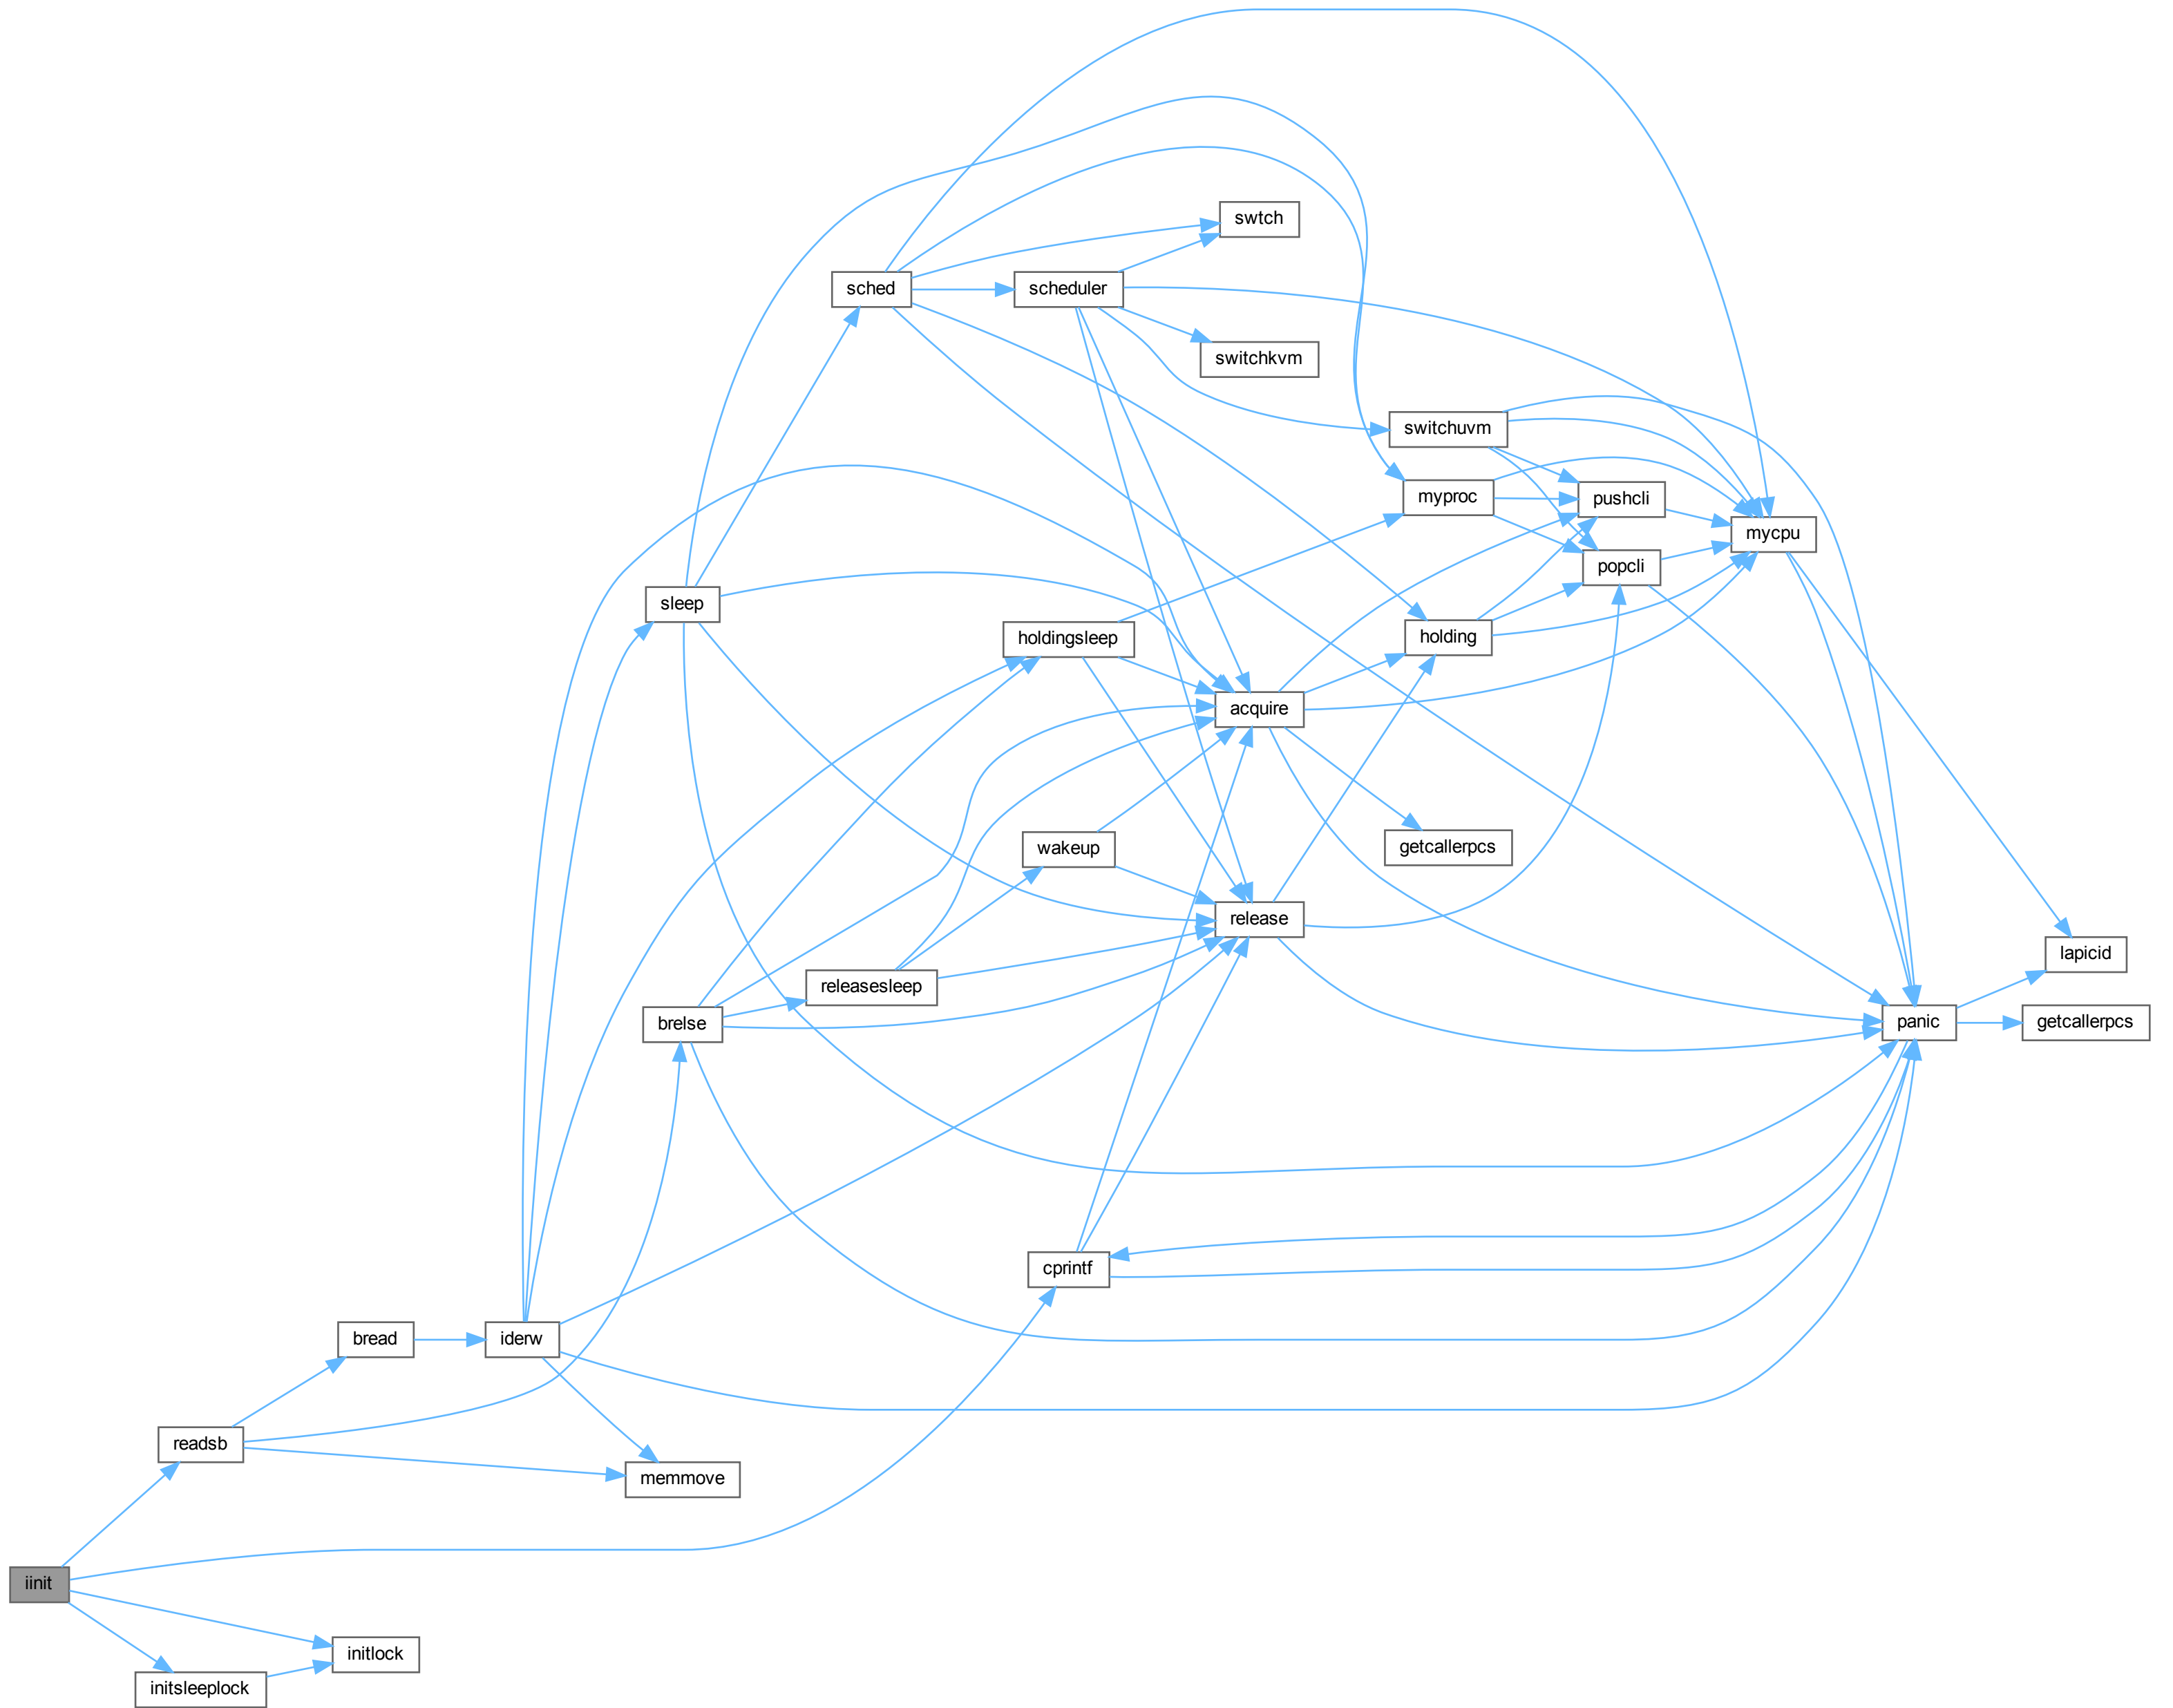 swtch
sched
scheduler
switchkvm
switchuvm
myproc
pushcli
mycpu
popcli
sleep
holdingsleep
holding
acquire
wakeup
getcallerpcs
release
lapicid
releasesleep
brelse
panic
getcallerpcs
cprintf
bread
iderw
readsb
memmove
iinit
initlock
initsleeplock